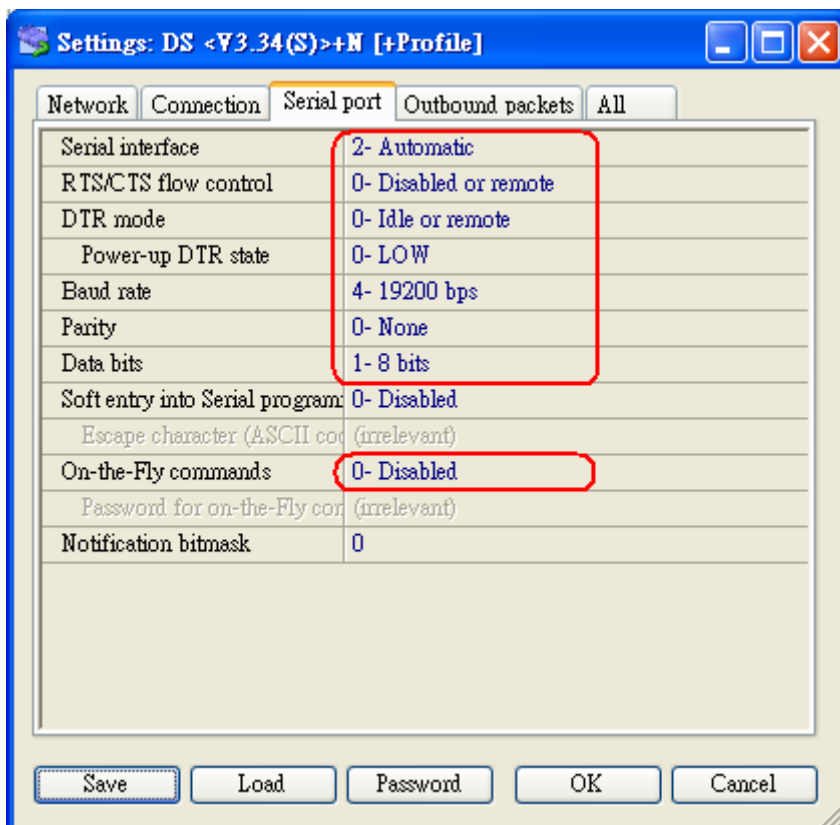 Settings: DS <V3.34(S)>+N [+Profile]
Network Connection Serial port Outbound packets All
Serial interface 2- Automatic
RTS/CTS flow control 0- Disabled or remote
DTR mode 0- Idle or remote
Power-up DTR state 0- LOW
Baud rate 4- 19200 bps
Parity 0- None
Data bits 1- 8 bits
Soft entry into Serial program 0- Disabled
Escape character (ASCII cod (irrelevant)
On-the-Fly commands 0- Disabled
Password for on-the-Fly con (irrelevant)
Notification bitmask 0
Save Load Password OK Cancel